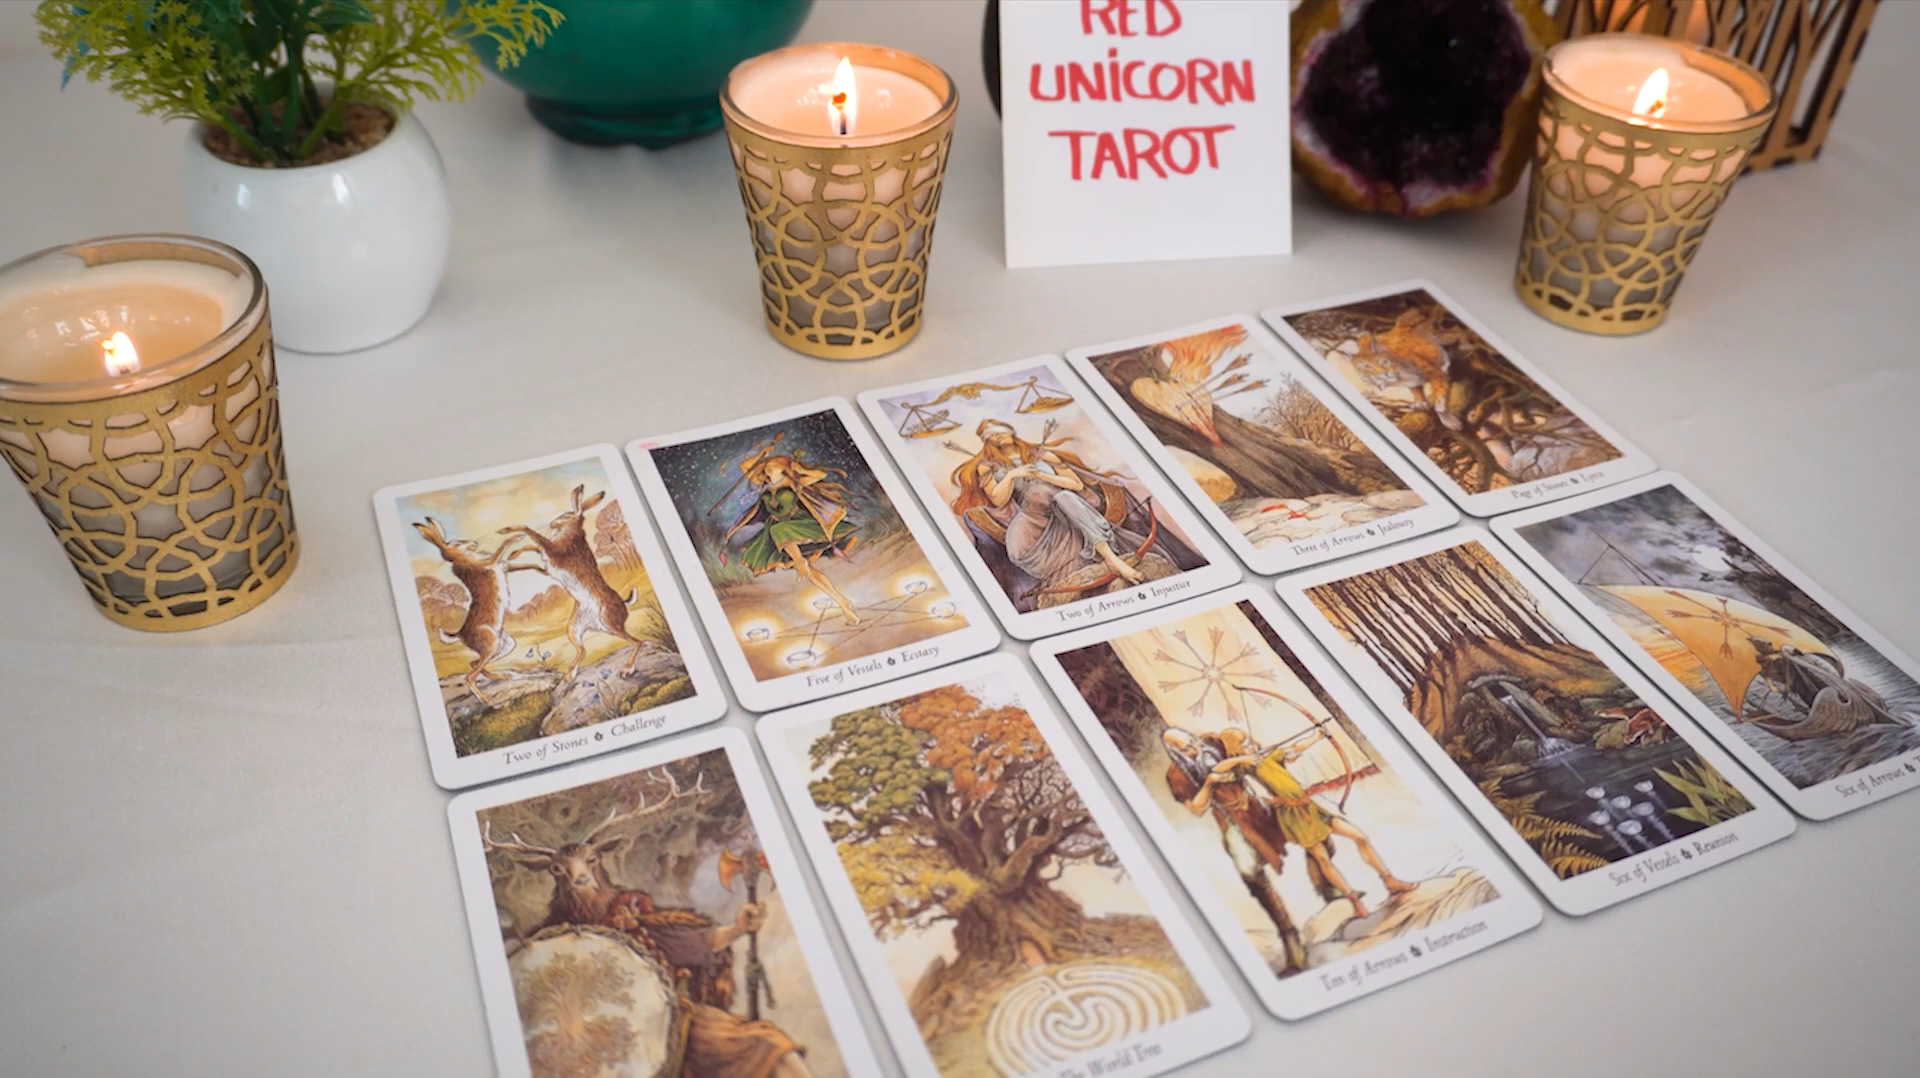 RED
UNiCORN
TAROT
Two of Stones Challenge
Five of Vessels Ecstasy
Two of Arrows Injustice
Three of Arrows Jealousy
Page of Stones Lynx
The World Tree
Ten of Arrows Instruction
Six of Vessels Reunion
Six of Arrows